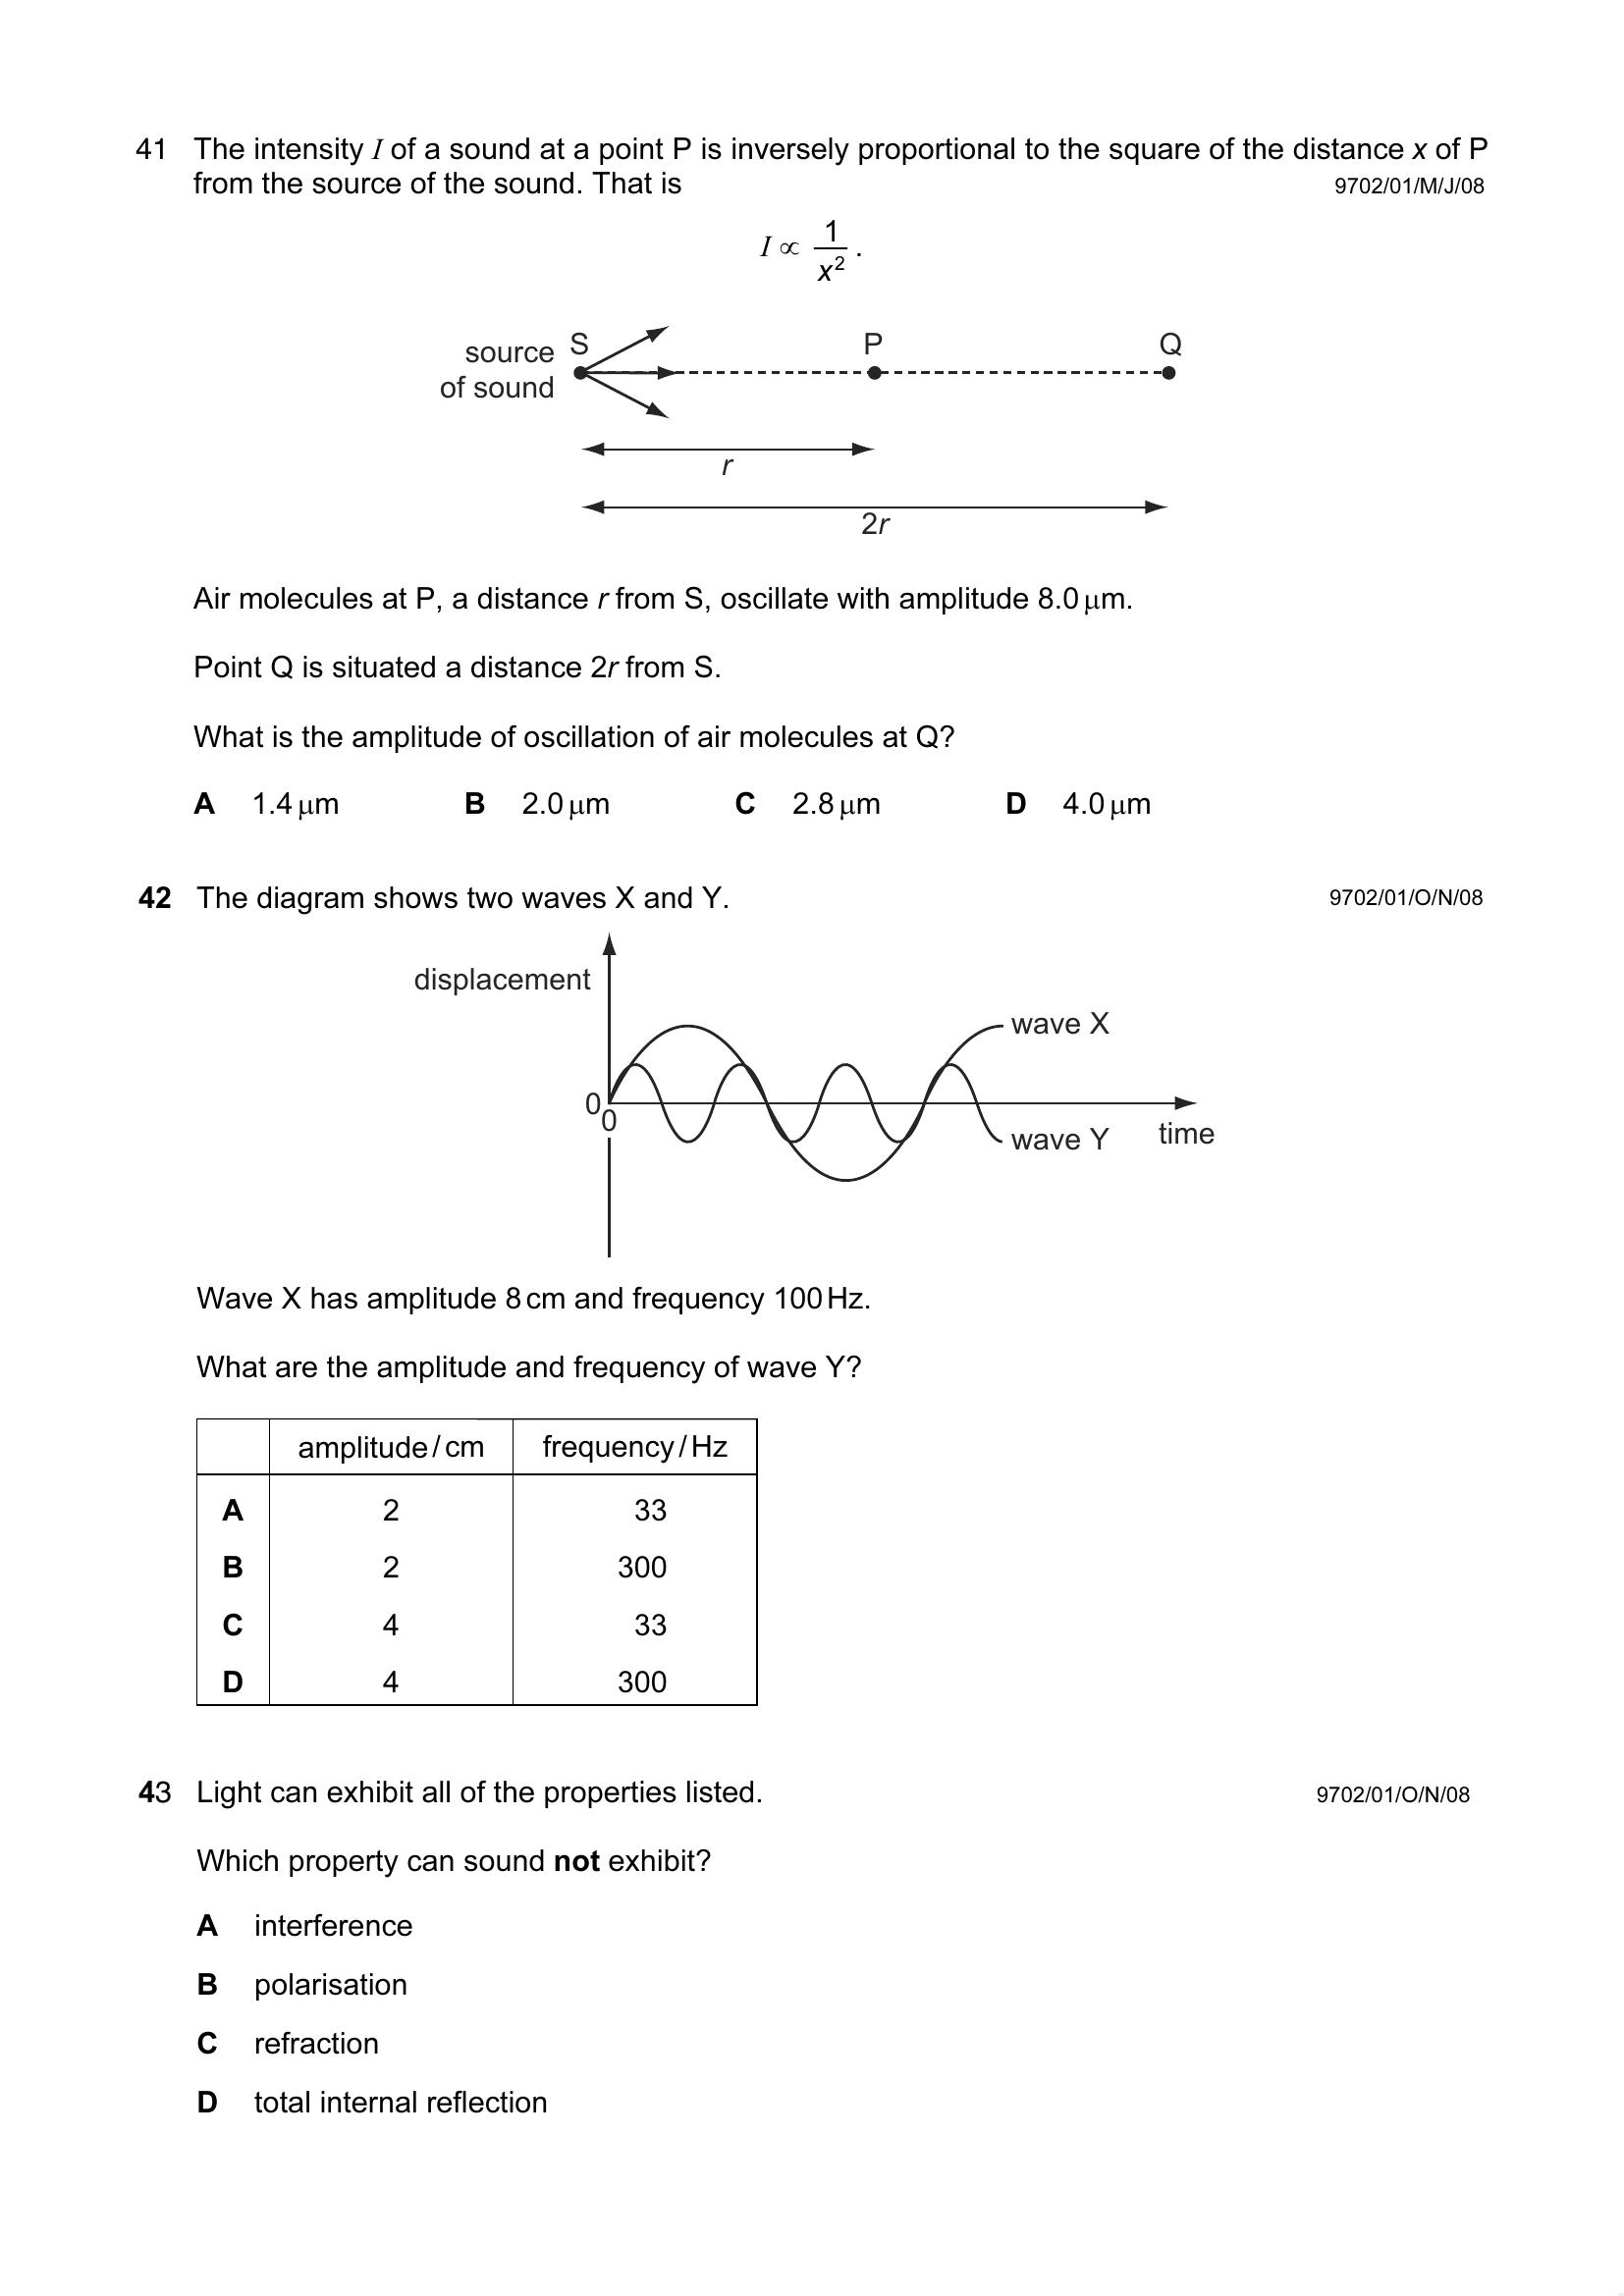 41 The intensity I of a sound at a point P is inversely proportional to the square of the distance x of P
from the source of the sound. That is 9702/01/M/J/08
I ∝ 1/x².
source of sound S P Q
r
2r
Air molecules at P, a distance r from S, oscillate with amplitude 8.0 μm.
Point Q is situated a distance 2r from S.
What is the amplitude of oscillation of air molecules at Q?
A 1.4 μm B 2.0 μm C 2.8 μm D 4.0 μm
42 The diagram shows two waves X and Y. 9702/01/O/N/08
displacement
wave X
0
0
wave Y time
Wave X has amplitude 8 cm and frequency 100 Hz.
What are the amplitude and frequency of wave Y?
amplitude / cm frequency / Hz
A 2 33
B 2 300
C 4 33
D 4 300
43 Light can exhibit all of the properties listed. 9702/01/O/N/08
Which property can sound not exhibit?
A interference
B polarisation
C refraction
D total internal reflection